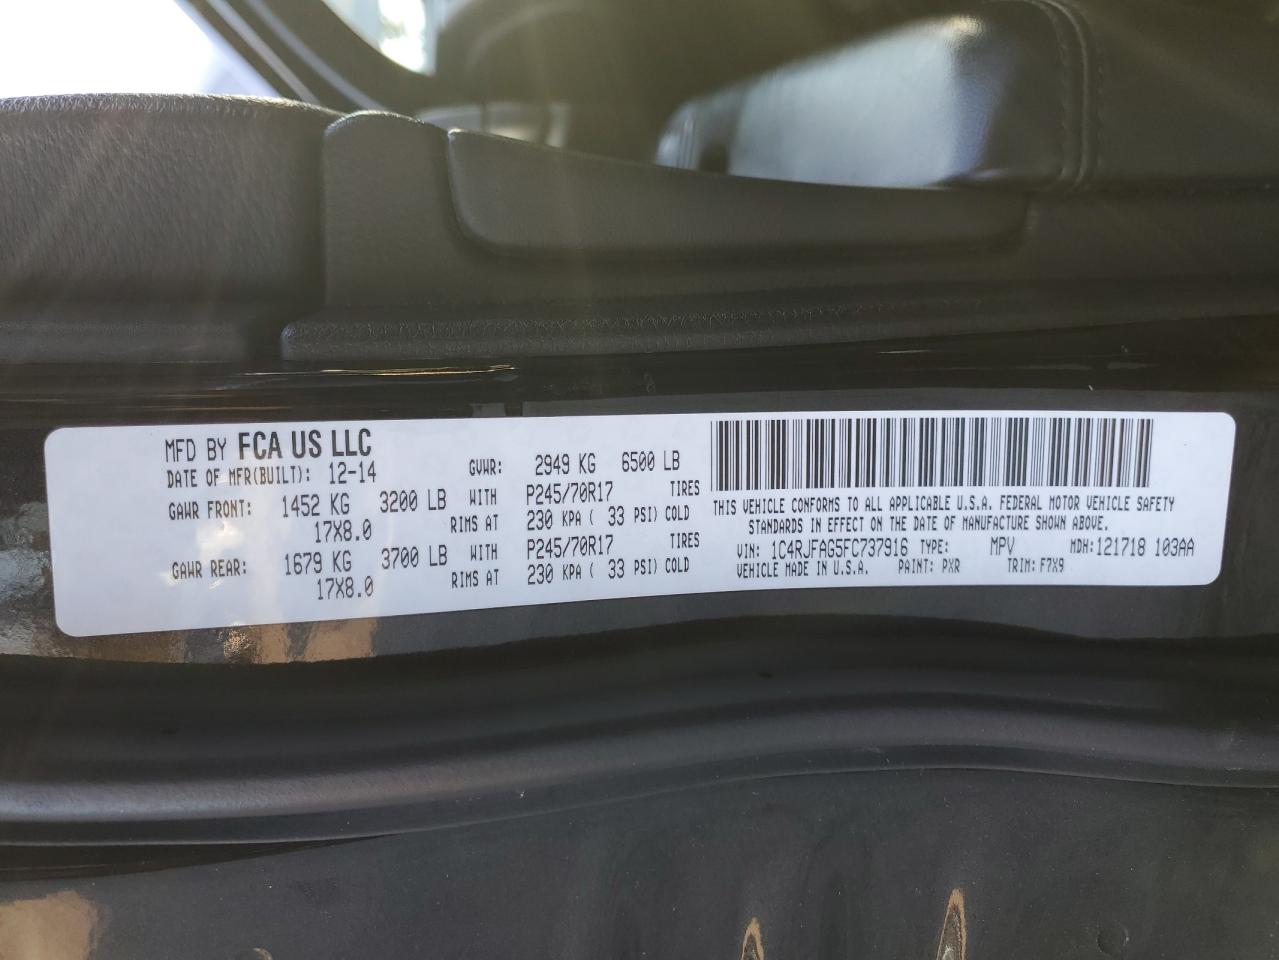 MFD BY FCA US LLC
DATE OF MFR(BUILT): 12-14 GVWR: 2949 KG 6500 LB
GAWR FRONT: 1452 KG 3200 LB WITH P245/70R17 TIRES
17X8.0 RIMS AT 230 KPA ( 33 PSI) COLD
GAWR REAR: 1679 KG 3700 LB WITH P245/70R17 TIRES
17X8.0 RIMS AT 230 KPA ( 33 PSI) COLD
THIS VEHICLE CONFORMS TO ALL APPLICABLE U.S.A. FEDERAL MOTOR VEHICLE SAFETY
STANDARDS IN EFFECT ON THE DATE OF MANUFACTURE SHOWN ABOVE.
VIN: 1C4RJFAG5FC737916 TYPE: MPV MDH:121718 103AA
VEHICLE MADE IN U.S.A. PAINT: PXR TRIM: F7X9